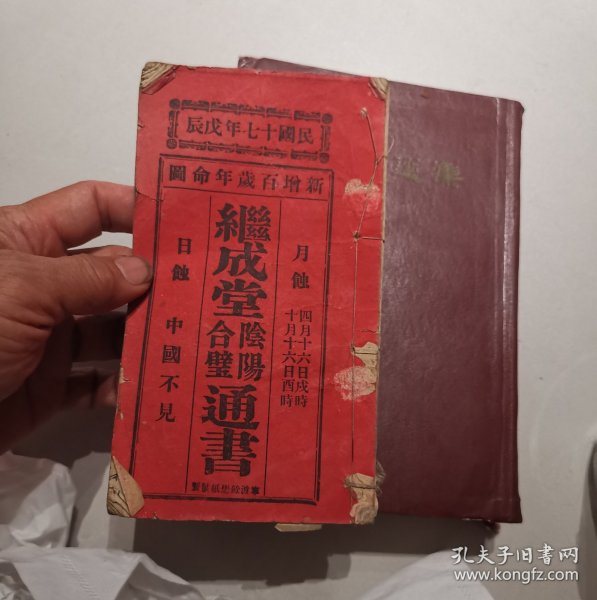 民國十七年戊辰
新增百歲年命圖
月蝕 四月十六日戌時
十月十六日酉時
繼成堂陰陽合璧通書
日蝕 中國不見
孔夫子旧书网
www.kongfz.com